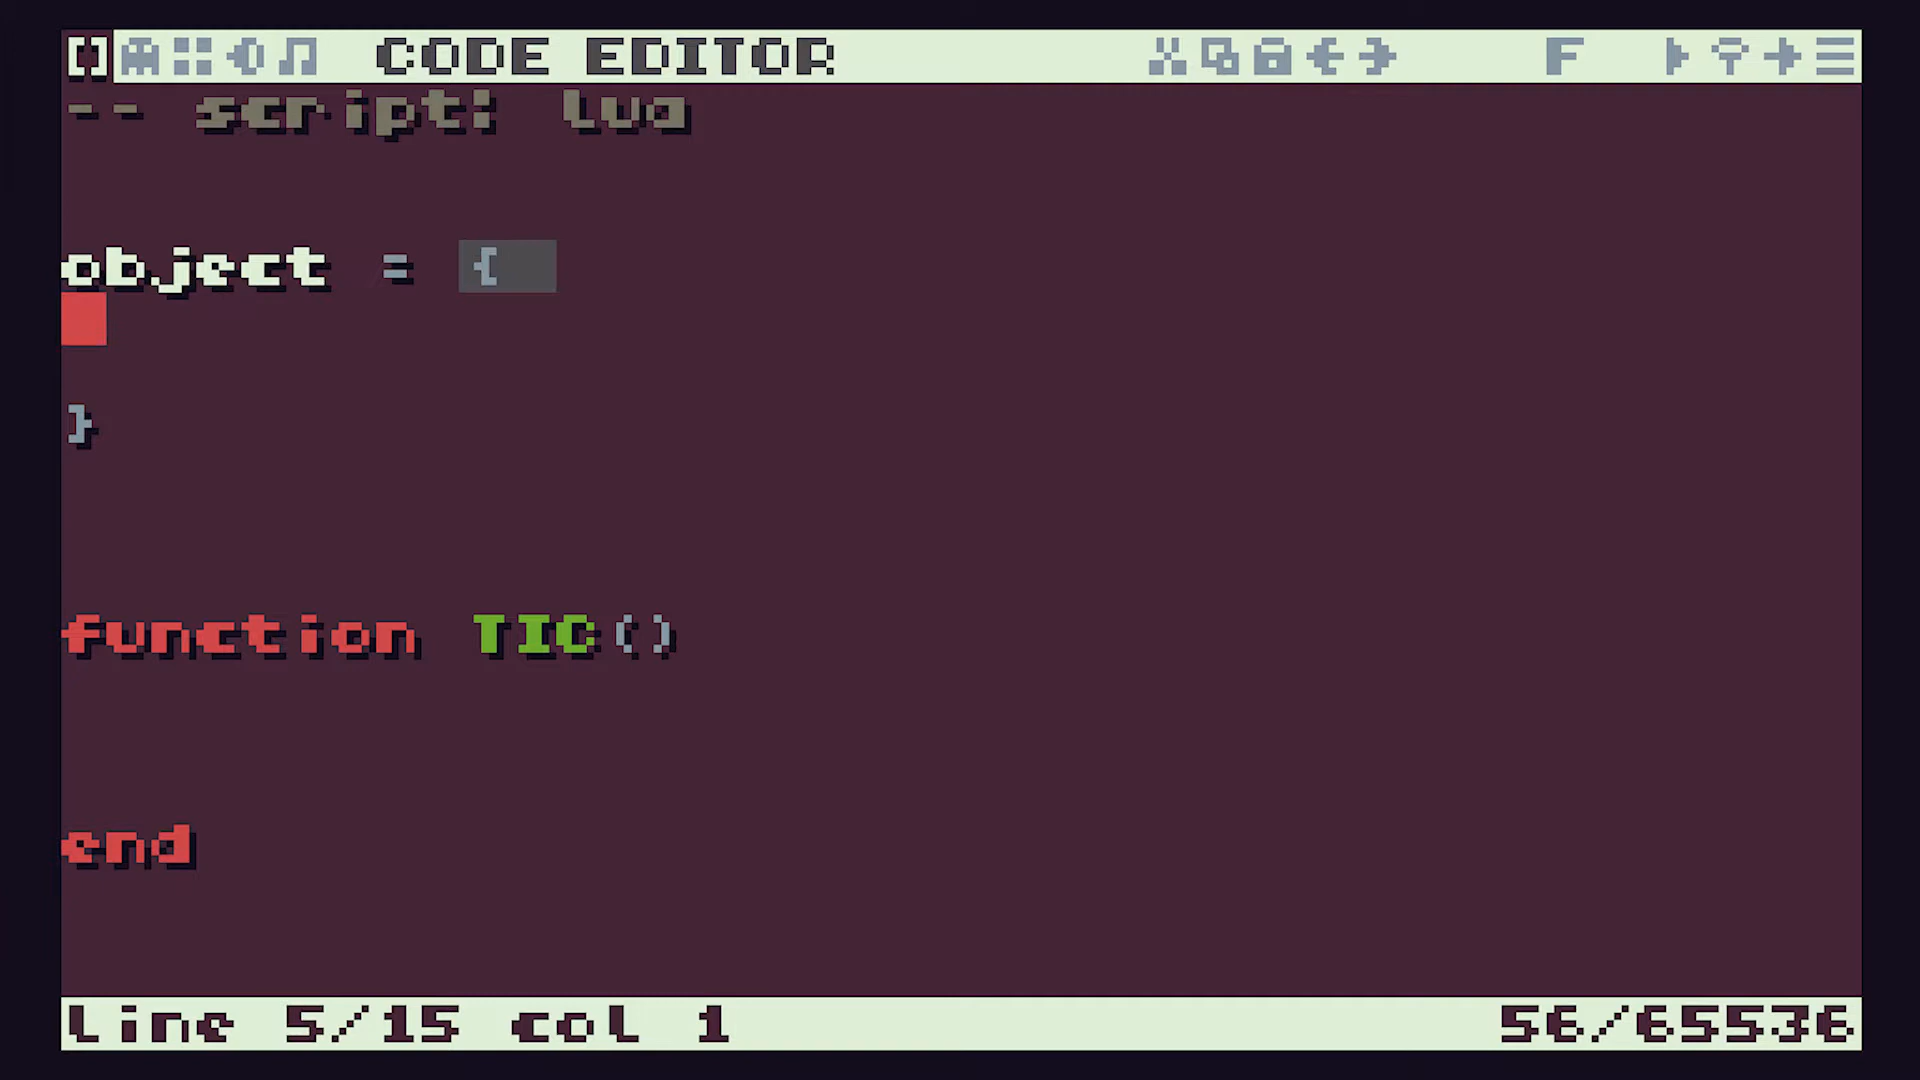 CODE EDITOR F
-- script: lua
object = {
}
function TIC()
end
line 5/15 col 1 56/65536